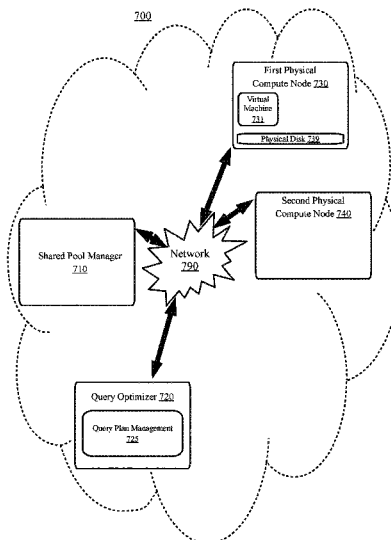 700
First Physical
Compute Node 730
Virtual
Machine
731
Physical Disk 739
Second Physical
Compute Node 740
Shared Pool Manager
710
Network
790
Query Optimizer 720
Query Plan Management
725